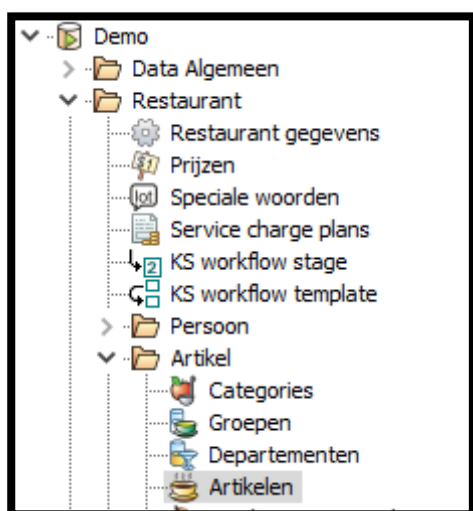 Demo
Data Algemeen
Restaurant
Restaurant gegevens
Prijzen
Speciale woorden
Service charge plans
KS workflow stage
KS workflow template
Persoon
Artikel
Categories
Groepen
Departementen
Artikelen